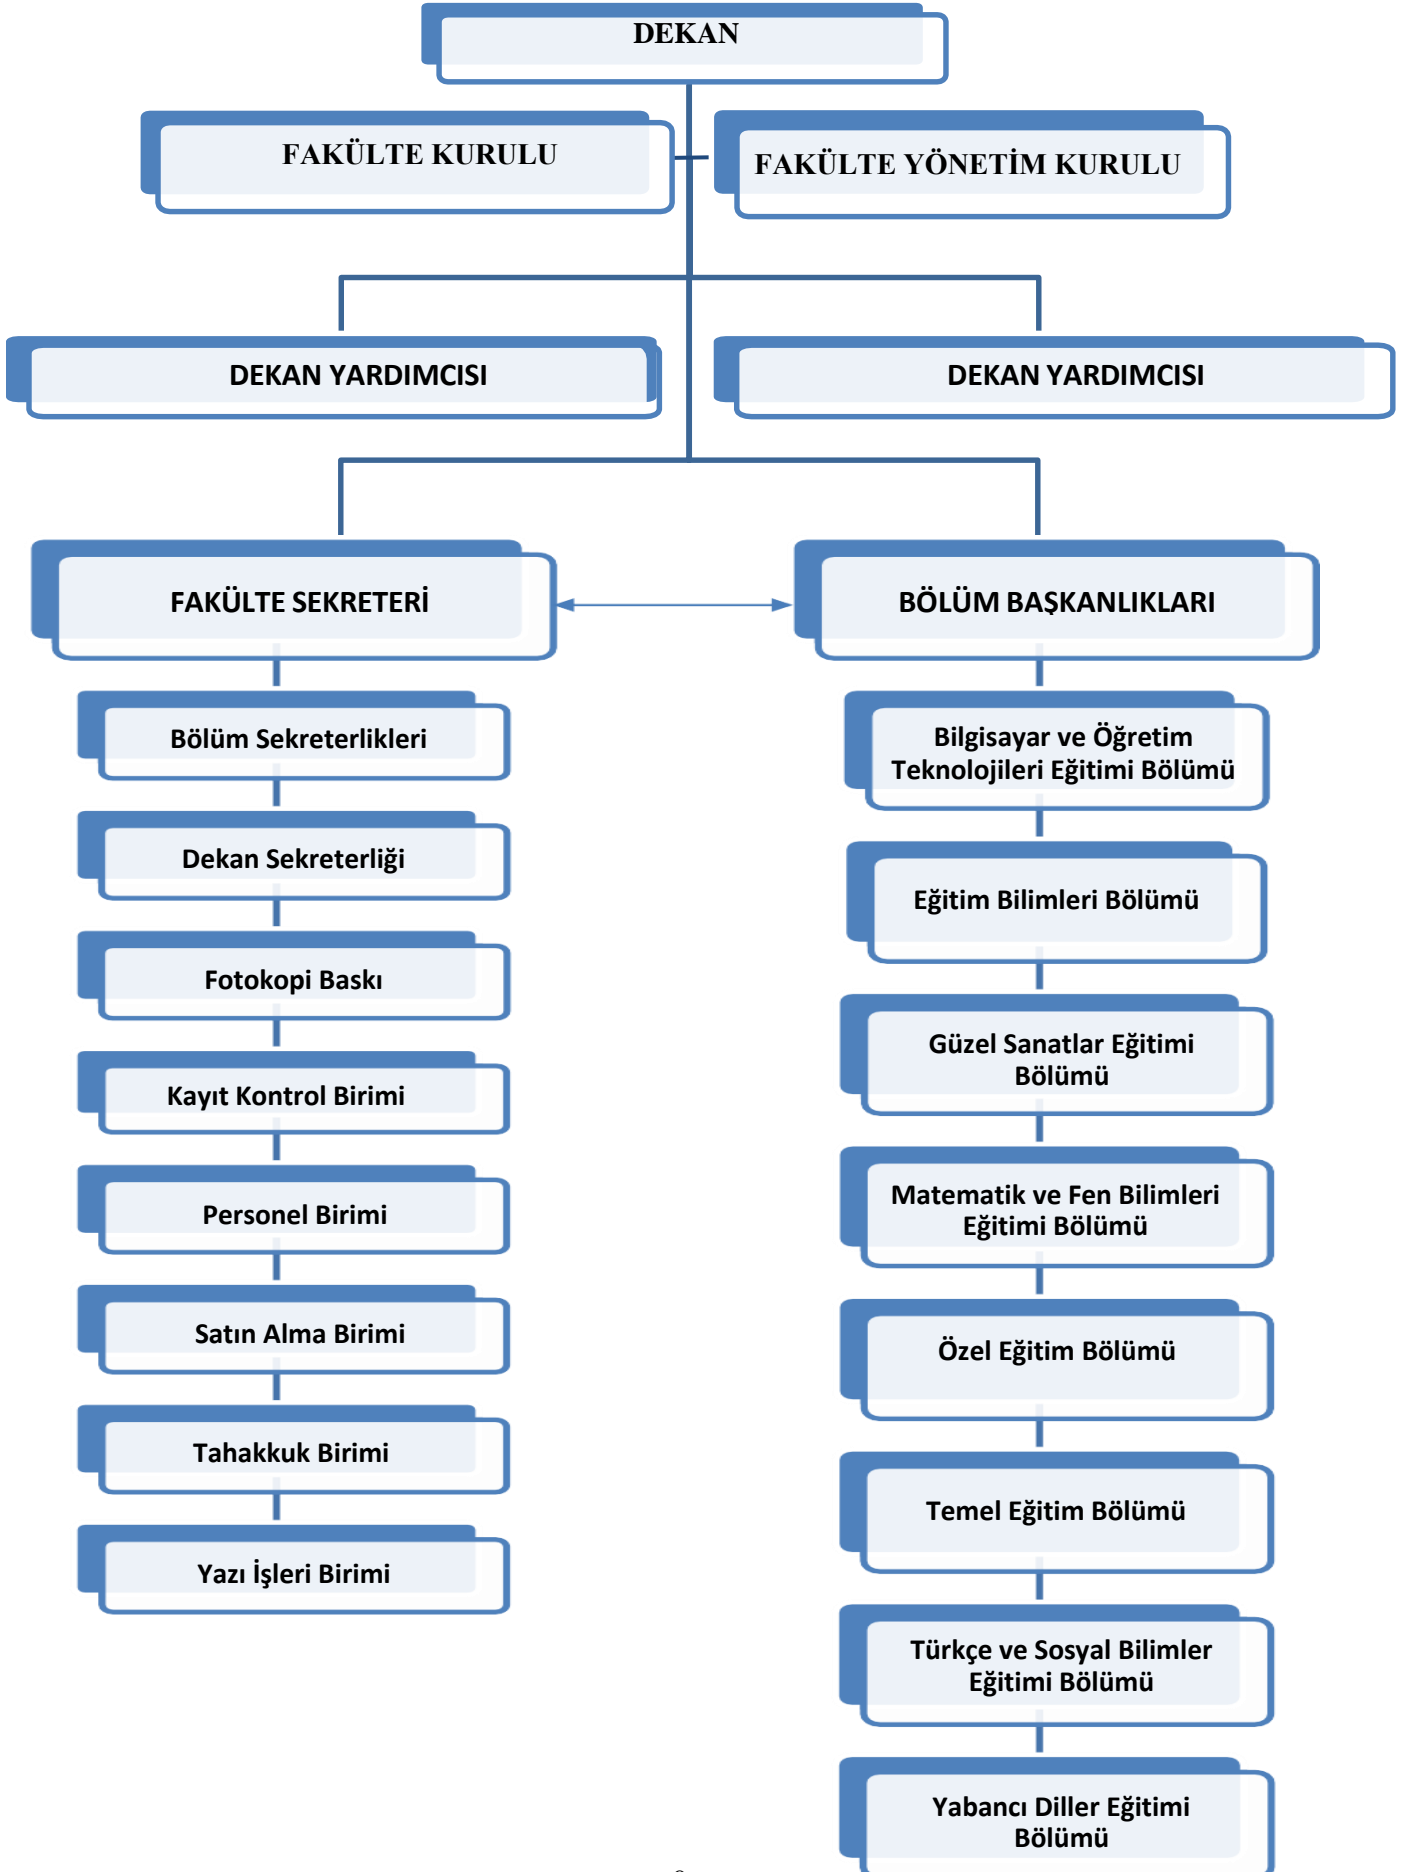 DEKAN
FAKÜLTE KURULU
FAKÜLTE YÖNETİM KURULU
DEKAN YARDIMCISI
DEKAN YARDIMCISI
FAKÜLTE SEKRETERİ
BÖLÜM BAŞKANLIKLARI
Bölüm Sekreterlikleri
Dekan Sekreterliği
Fotokopi Baskı
Kayıt Kontrol Birimi
Personel Birimi
Satın Alma Birimi
Tahakkuk Birimi
Yazı İşleri Birimi
Bilgisayar ve Öğretim
Teknolojileri Eğitimi Bölümü
Eğitim Bilimleri Bölümü
Güzel Sanatlar Eğitimi
Bölümü
Matematik ve Fen Bilimleri
Eğitimi Bölümü
Özel Eğitim Bölümü
Temel Eğitim Bölümü
Türkçe ve Sosyal Bilimler
Eğitimi Bölümü
Yabancı Diller Eğitimi
Bölümü